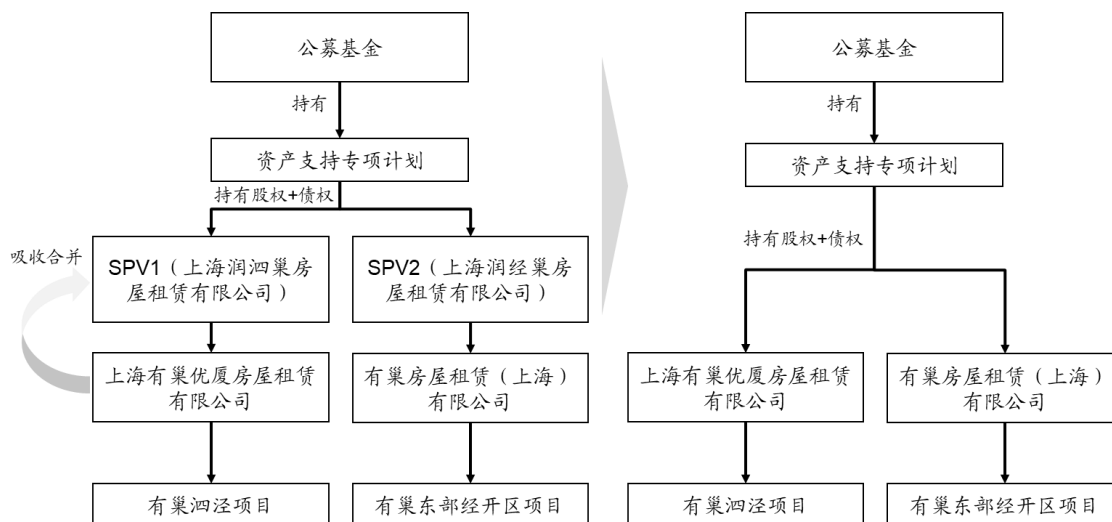 公募基金
持有
资产支持专项计划
持有股权+债权
吸收合并
SPV1（上海润泗巢房
屋租赁有限公司）
SPV2（上海润经巢房
屋租赁有限公司）
上海有巢优厦房屋租赁
有限公司
有巢房屋租赁（上海）
有限公司
有巢泗泾项目
有巢东部经开区项目
公募基金
持有
资产支持专项计划
持有股权+债权
上海有巢优厦房屋租赁
有限公司
有巢房屋租赁（上海）
有限公司
有巢泗泾项目
有巢东部经开区项目